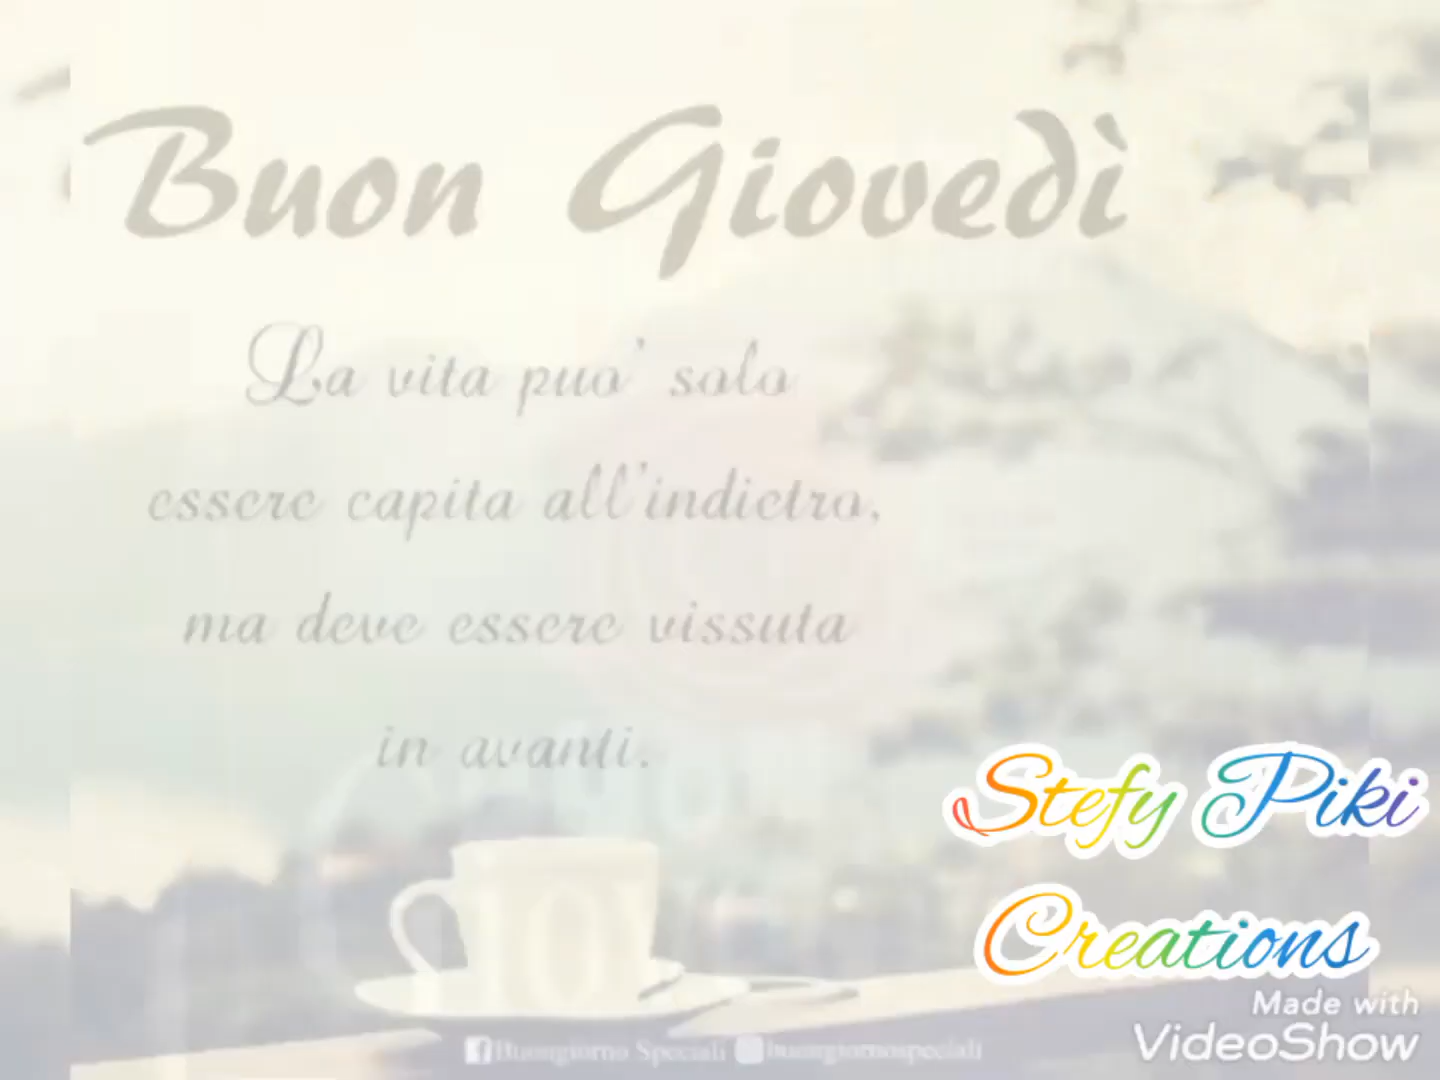 Buon Giovedì
La vita puo' solo
essere capita all'indietro,
ma deve essere vissuta
in avanti.
Stefy Piki
Creations
Made with
VideoShow
Buongiorno Speciali buongiornospeciali